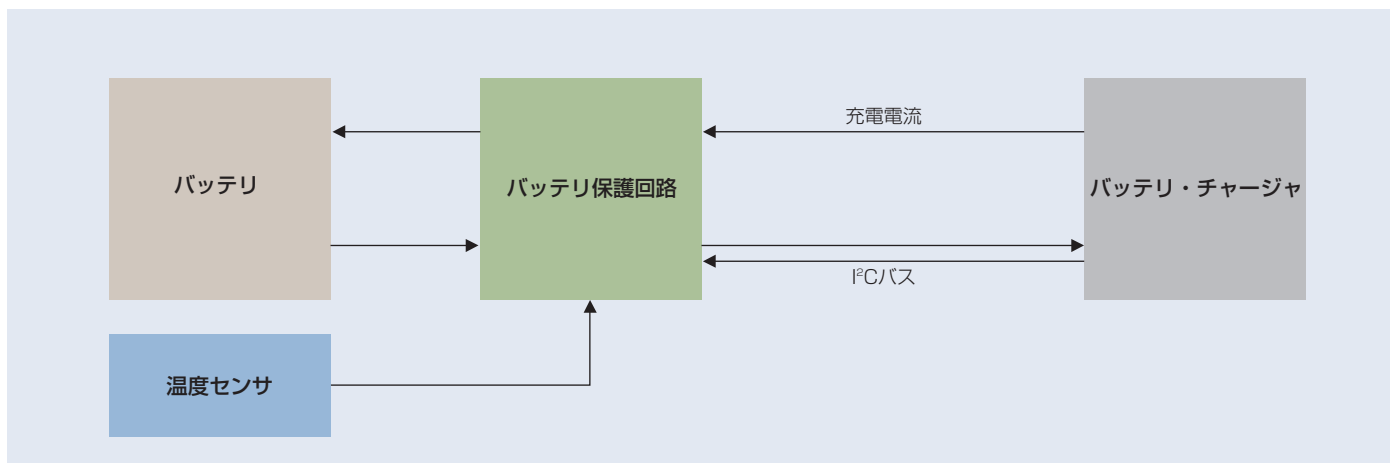 充電電流
バッテリ
バッテリ保護回路
バッテリ・チャージャ
I²Cバス
温度センサ